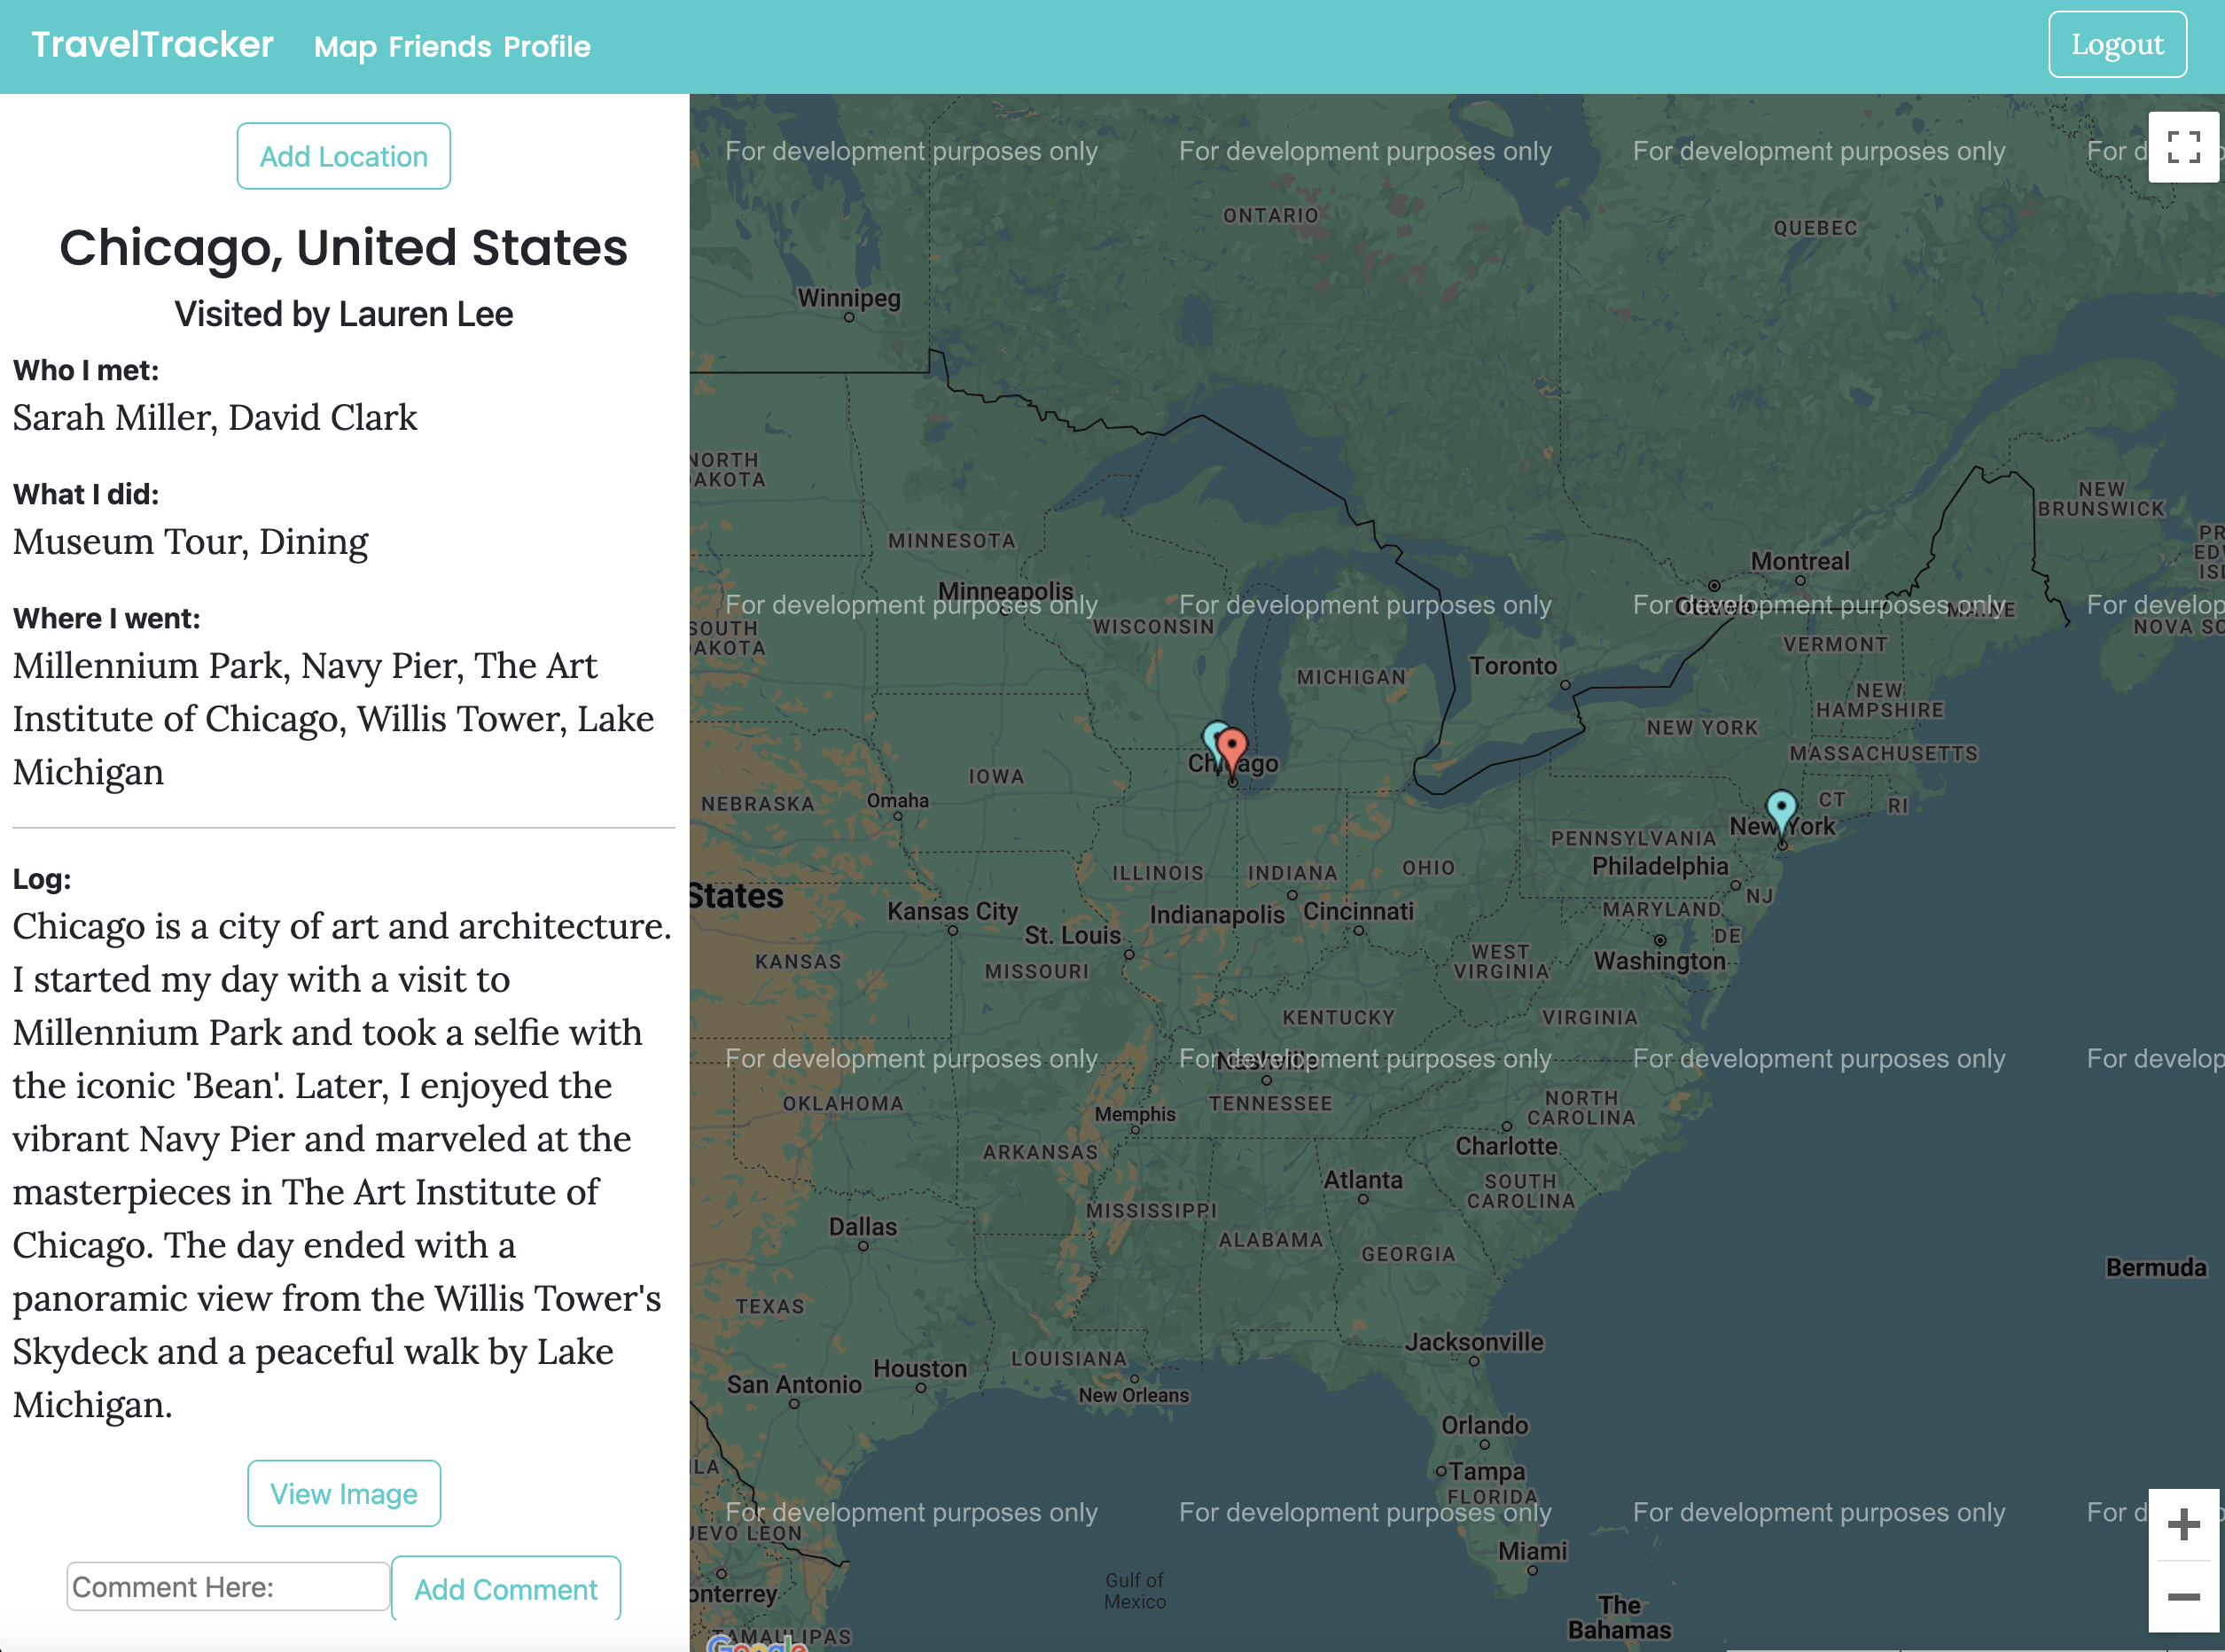 TravelTracker Map Friends Profile
Logout
Add Location
Chicago, United States
Visited by Lauren Lee
Who I met:
Sarah Miller, David Clark
What I did:
Museum Tour, Dining
Where I went:
Millennium Park, Navy Pier, The Art
Institute of Chicago, Willis Tower, Lake
Michigan
Log:
Chicago is a city of art and architecture.
I started my day with a visit to
Millennium Park and took a selfie with
the iconic 'Bean'. Later, I enjoyed the
vibrant Navy Pier and marveled at the
masterpieces in The Art Institute of
Chicago. The day ended with a
panoramic view from the Willis Tower's
Skydeck and a peaceful walk by Lake
Michigan.
View Image
Comment Here:
Add Comment
For development purposes only For development purposes only For development purposes only For d
ONTARIO
QUEBEC
Winnipeg
NORTH
AKOTA
NEW
BRUNSWICK
PR
ED
ISL
MINNESOTA
Montreal
Minneapolis
For development purposes only For development purposes only For development purposes only For develop
Ottawa
MAINE
WISCONSIN
SOUTH
AKOTA
NOVA SC
VERMONT
Toronto
MICHIGAN
NEW
HAMPSHIRE
NEW YORK
MASSACHUSETTS
Chicago
IOWA
NEBRASKA
Omaha
CT
RI
New York
PENNSYLVANIA
Philadelphia
ILLINOIS
INDIANA
OHIO
States
NJ
Kansas City
Indianapolis
Cincinnati
MARYLAND
St. Louis
DE
KANSAS
MISSOURI
WEST
VIRGINIA
Washington
KENTUCKY
VIRGINIA
For development purposes only For development purposes only For development purposes only For develop
Nashville
OKLAHOMA
Memphis
TENNESSEE
NORTH
CAROLINA
ARKANSAS
Charlotte
Atlanta
SOUTH
CAROLINA
MISSISSIPPI
Dallas
ALABAMA
GEORGIA
Bermuda
TEXAS
Jacksonville
LOUISIANA
Houston
San Antonio
New Orleans
Orlando
LA
Tampa
FLORIDA
For development purposes only For development purposes only For development purposes only For d
UEVO LEON
Miami
Gulf of
Mexico
onterrey
The
Bahamas
TAMAULIPAS
Google